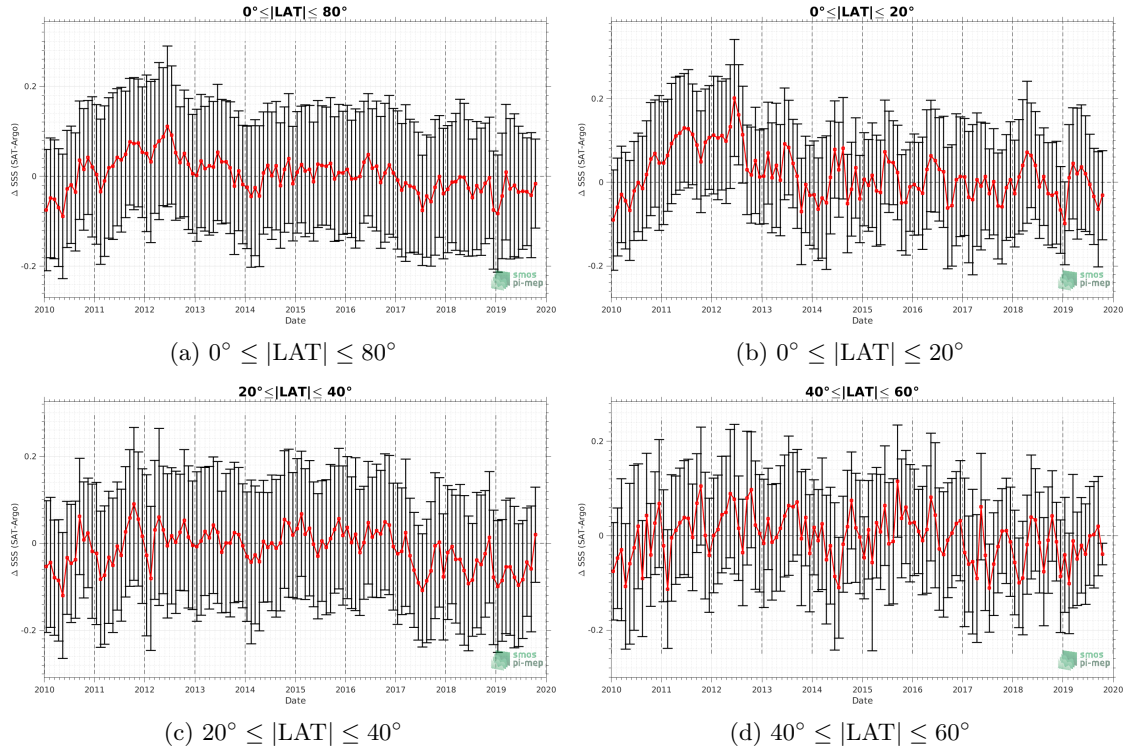 0°≤|LAT|≤ 80°
Δ SSS (SAT-Argo)
0.2
0
-0.2
2010 2011 2012 2013 2014 2015 2016 2017 2018 2019 2020
Date
smos
pi-mep
(a) 0° ≤ |LAT| ≤ 80°
0°≤|LAT|≤ 20°
Δ SSS (SAT-Argo)
0.2
0
-0.2
2010 2011 2012 2013 2014 2015 2016 2017 2018 2019 2020
Date
smos
pi-mep
(b) 0° ≤ |LAT| ≤ 20°
20°≤|LAT|≤ 40°
Δ SSS (SAT-Argo)
0.2
0
-0.2
2010 2011 2012 2013 2014 2015 2016 2017 2018 2019 2020
Date
smos
pi-mep
(c) 20° ≤ |LAT| ≤ 40°
40°≤|LAT|≤ 60°
Δ SSS (SAT-Argo)
0.2
0
-0.2
2010 2011 2012 2013 2014 2015 2016 2017 2018 2019 2020
Date
smos
pi-mep
(d) 40° ≤ |LAT| ≤ 60°